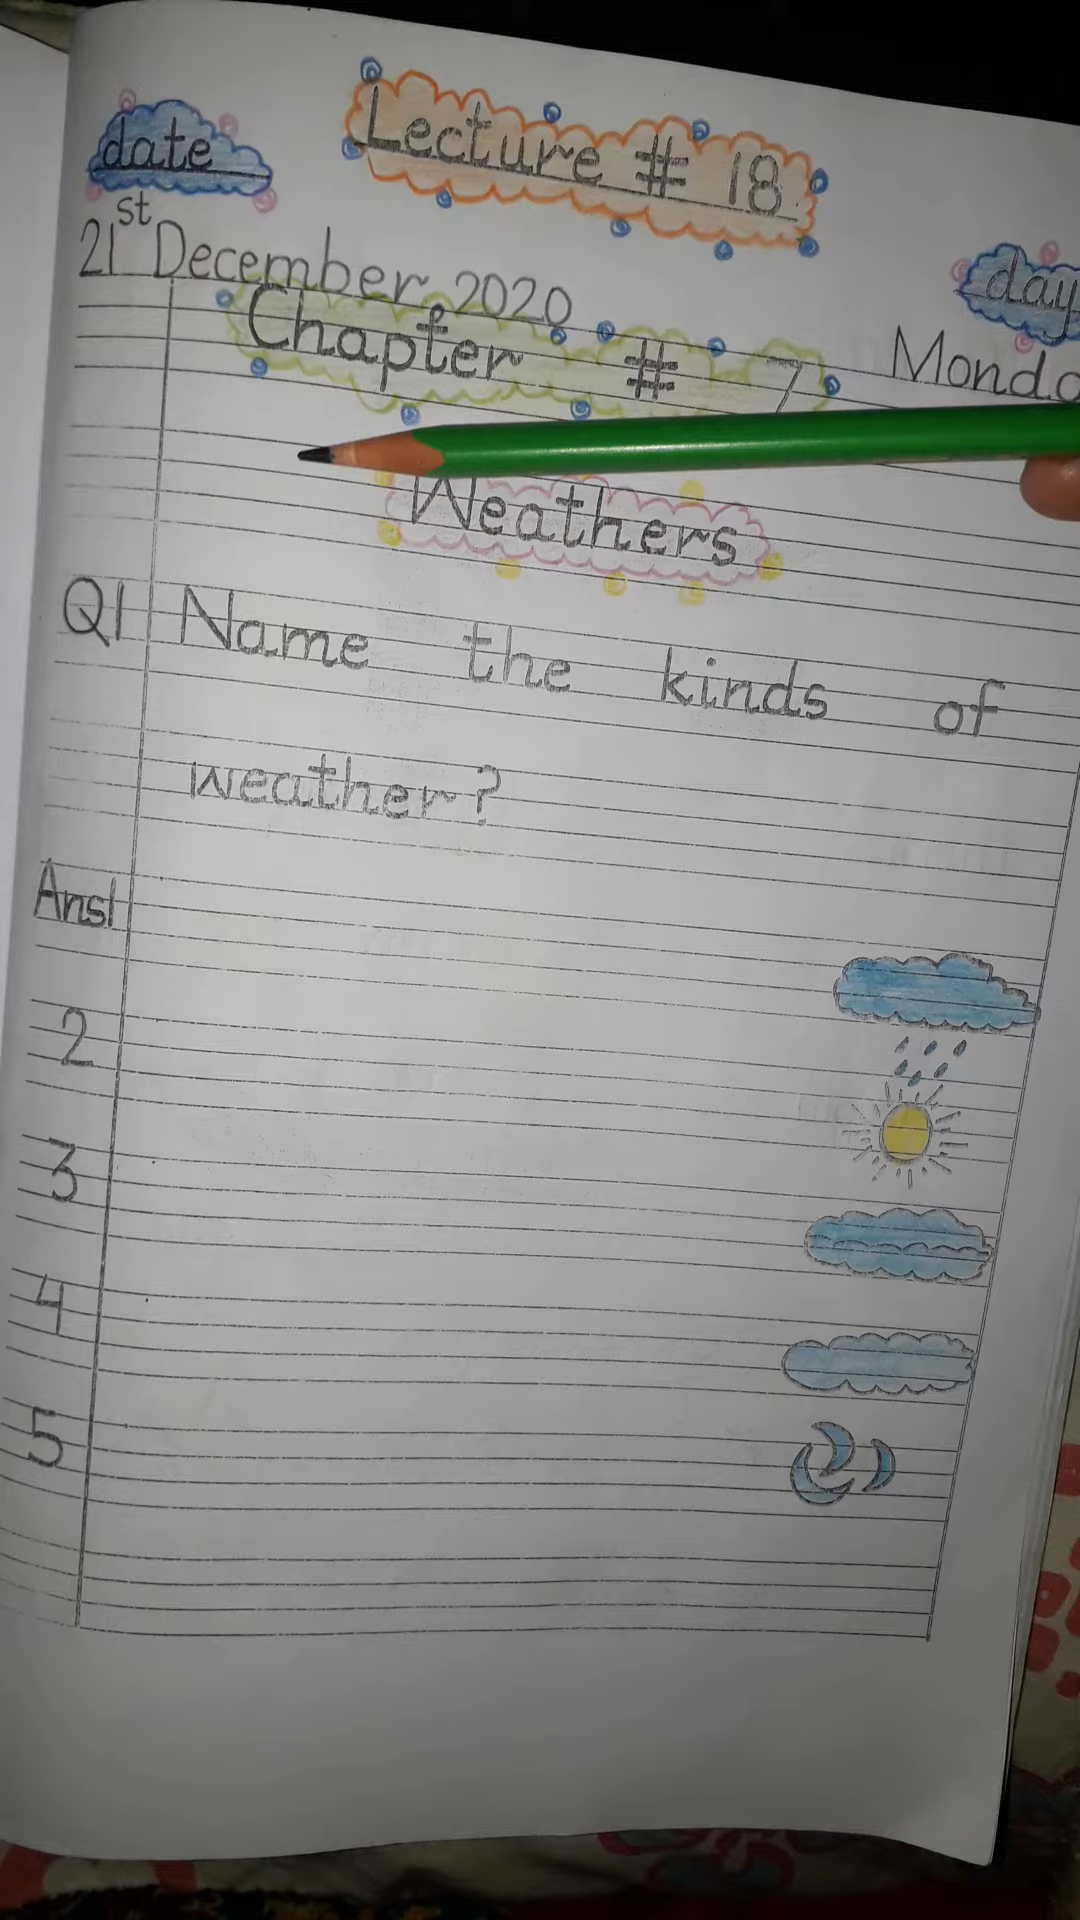 Lecture # 18
date
21st December 2020
day
Chapter # 7
Weathers
Q1 Name the kinds of
weather?
Ans1
2
3
4
5